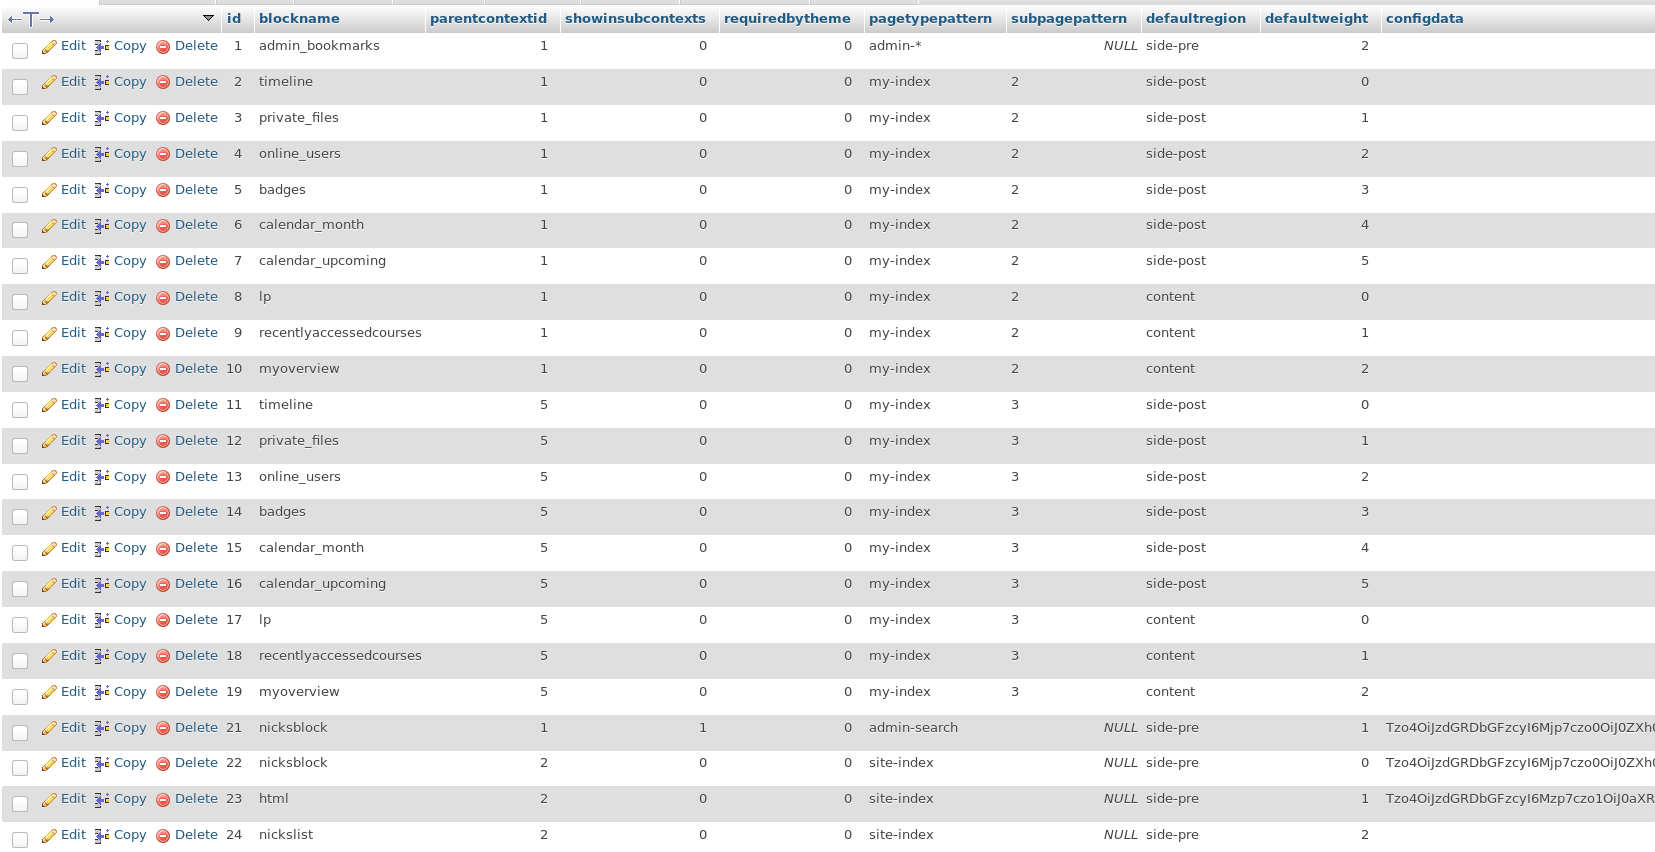 id blockname parentcontextid showinsubcontexts requiredbytheme pagetypepattern subpagepattern defaultregion defaultweight configdata
Edit Copy Delete 1 admin_bookmarks 1 0 0 admin-* NULL side-pre 2
Edit Copy Delete 2 timeline 1 0 0 my-index 2 side-post 0
Edit Copy Delete 3 private_files 1 0 0 my-index 2 side-post 1
Edit Copy Delete 4 online_users 1 0 0 my-index 2 side-post 2
Edit Copy Delete 5 badges 1 0 0 my-index 2 side-post 3
Edit Copy Delete 6 calendar_month 1 0 0 my-index 2 side-post 4
Edit Copy Delete 7 calendar_upcoming 1 0 0 my-index 2 side-post 5
Edit Copy Delete 8 lp 1 0 0 my-index 2 content 0
Edit Copy Delete 9 recentlyaccessedcourses 1 0 0 my-index 2 content 1
Edit Copy Delete 10 myoverview 1 0 0 my-index 2 content 2
Edit Copy Delete 11 timeline 5 0 0 my-index 3 side-post 0
Edit Copy Delete 12 private_files 5 0 0 my-index 3 side-post 1
Edit Copy Delete 13 online_users 5 0 0 my-index 3 side-post 2
Edit Copy Delete 14 badges 5 0 0 my-index 3 side-post 3
Edit Copy Delete 15 calendar_month 5 0 0 my-index 3 side-post 4
Edit Copy Delete 16 calendar_upcoming 5 0 0 my-index 3 side-post 5
Edit Copy Delete 17 lp 5 0 0 my-index 3 content 0
Edit Copy Delete 18 recentlyaccessedcourses 5 0 0 my-index 3 content 1
Edit Copy Delete 19 myoverview 5 0 0 my-index 3 content 2
Edit Copy Delete 21 nicksblock 1 1 0 admin-search NULL side-pre 1 Tzo4OiJzdGRDbGFzcyI6Mjp7czo0OiJ0ZXh0
Edit Copy Delete 22 nicksblock 2 0 0 site-index NULL side-pre 0 Tzo4OiJzdGRDbGFzcyI6Mjp7czo0OiJ0ZXh0
Edit Copy Delete 23 html 2 0 0 site-index NULL side-pre 1 Tzo4OiJzdGRDbGFzcyI6Mzp7czo1OiJ0aXR
Edit Copy Delete 24 nickslist 2 0 0 site-index NULL side-pre 2